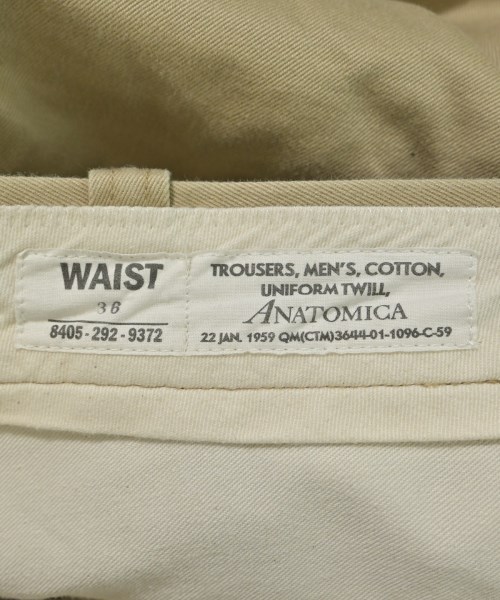 WAIST
36
8405-292-9372
TROUSERS, MEN'S, COTTON,
UNIFORM TWILL,
ANATOMICA
22 JAN. 1959 QM(CTM)3644-01-1096-C-59